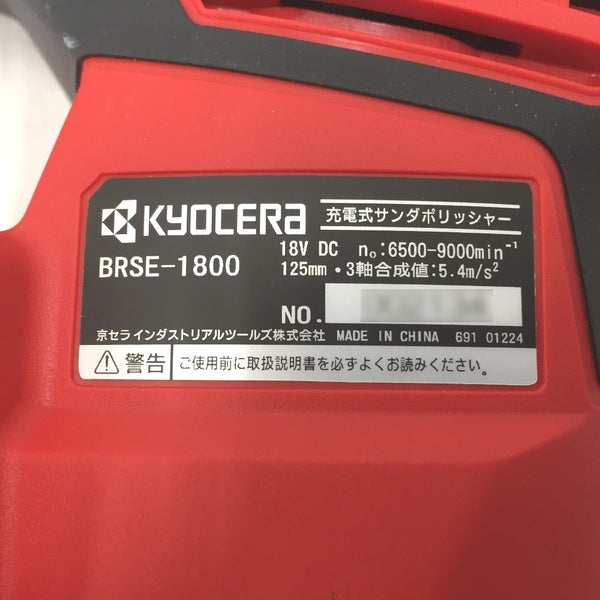 KYOCERA 充電式サンダポリッシャー
BRSE-1800 18V DC n₀:6500-9000min⁻¹
125mm・3軸合成値:5.4m/s²
NO.
京セラインダストリアルツールズ株式会社 MADE IN CHINA 691 01224
警告 ご使用前に取扱説明書を必ずよくお読みください。